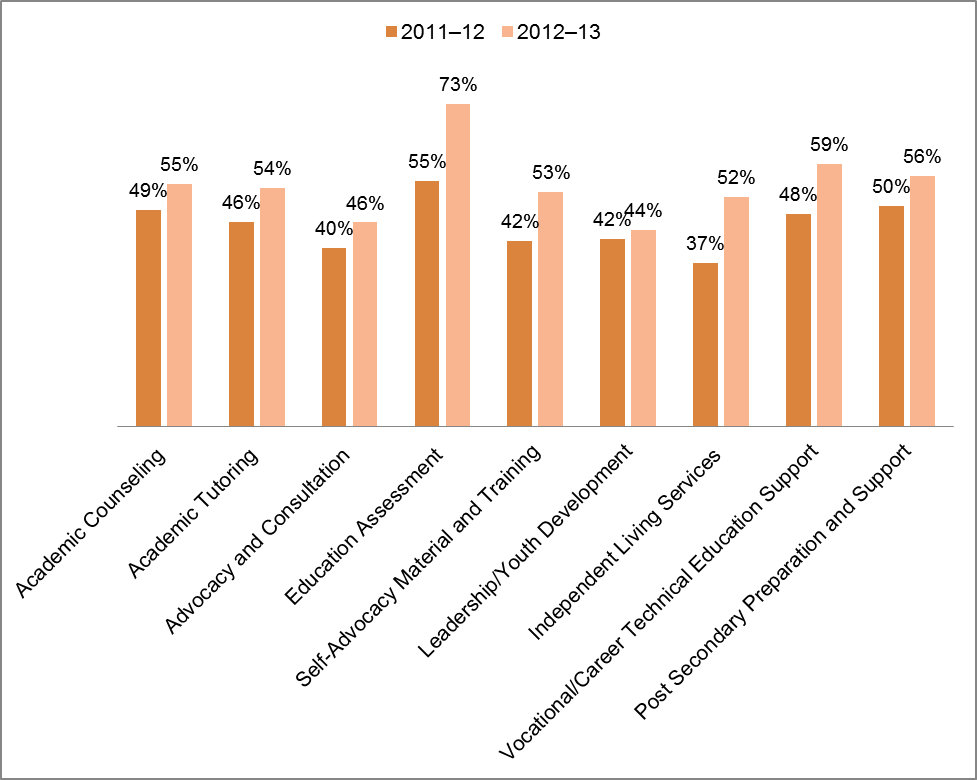 2011–12 2012–13
49% 55% 46% 54% 40% 46% 55% 73% 42% 53% 42% 44% 37% 52% 48% 59% 50% 56%
Academic Counseling
Academic Tutoring
Advocacy and Consultation
Education Assessment
Self-Advocacy Material and Training
Leadership/Youth Development
Independent Living Services
Vocational/Career Technical Education Support
Post Secondary Preparation and Support